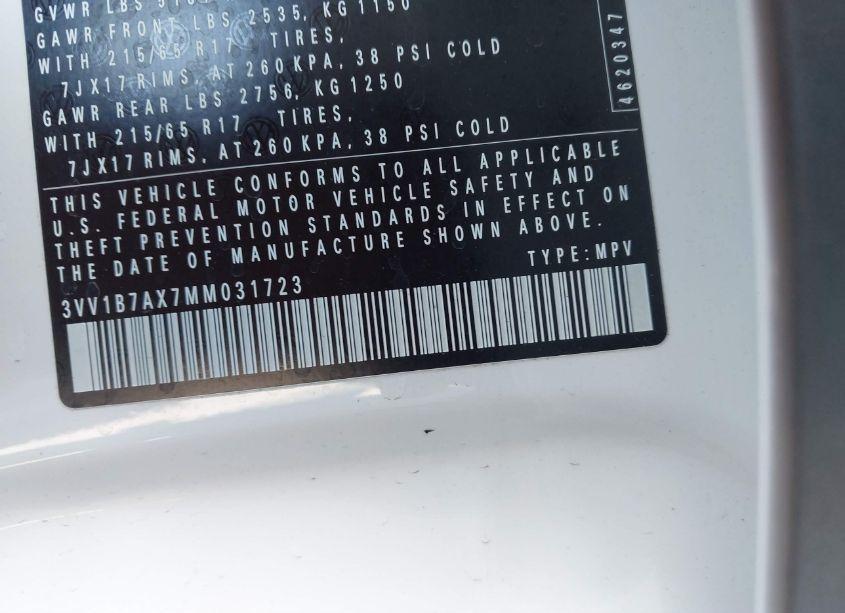 GVWR LBS
GAWR FRONT LBS 2535, KG 1150
WITH 215/65 R17 TIRES,
7JX17 RIMS, AT 260 KPA, 38 PSI COLD
GAWR REAR LBS 2756, KG 1250
WITH 215/65 R17 TIRES,
7JX17 RIMS, AT 260 KPA, 38 PSI COLD
THIS VEHICLE CONFORMS TO ALL APPLICABLE
U.S. FEDERAL MOTOR VEHICLE SAFETY AND
THEFT PREVENTION STANDARDS IN EFFECT ON
THE DATE OF MANUFACTURE SHOWN ABOVE.
TYPE:MPV
3VV1B7AX7MM031723
4620347